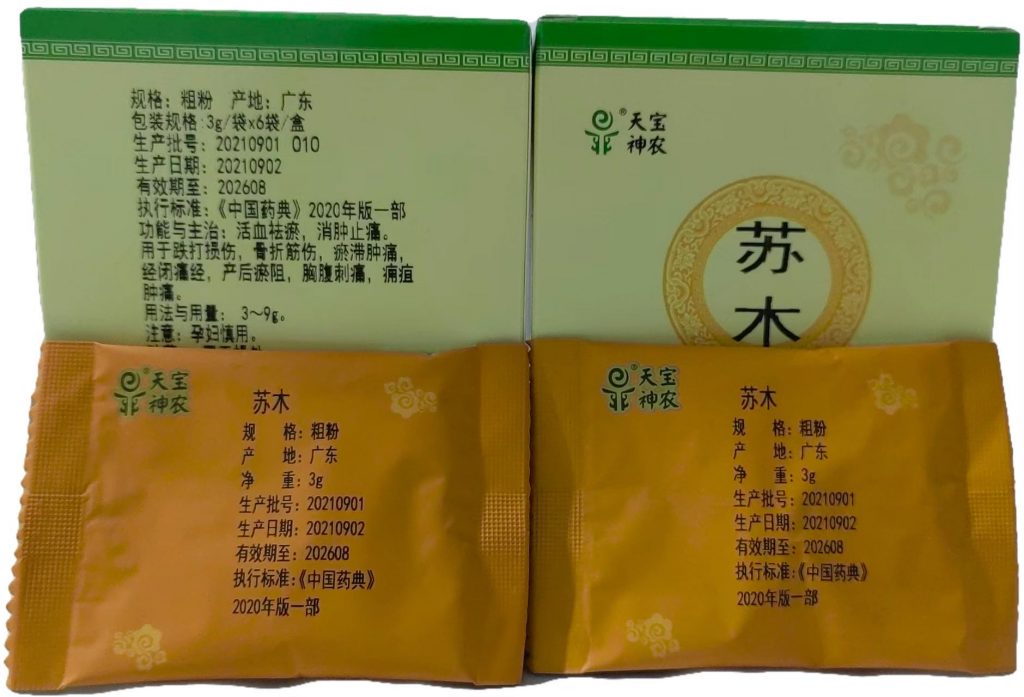 规格：粗粉 产地：广东
包装规格:3g/袋x6袋/盒
生产批号：20210901 010
生产日期：20210902
有效期至：202608
执行标准：《中国药典》2020年版一部
功能与主治：活血祛瘀，消肿止痛。
用于跌打损伤，骨折筋伤，瘀滞肿痛，
经闭痛经，产后瘀阻，胸腹刺痛，痈疽
肿痛。
用法与用量： 3～9g。
注意：孕妇慎用。
®天宝
神农
苏
木
天宝
神农
苏木
规 格：粗粉
产 地：广东
净 重：3g
生产批号：20210901
生产日期：20210902
有效期至：202608
执行标准：《中国药典》
2020年版一部
®天宝
神农
苏木
规 格：粗粉
产 地：广东
净 重：3g
生产批号：20210901
生产日期：20210902
有效期至：202608
执行标准：《中国药典》
2020年版一部